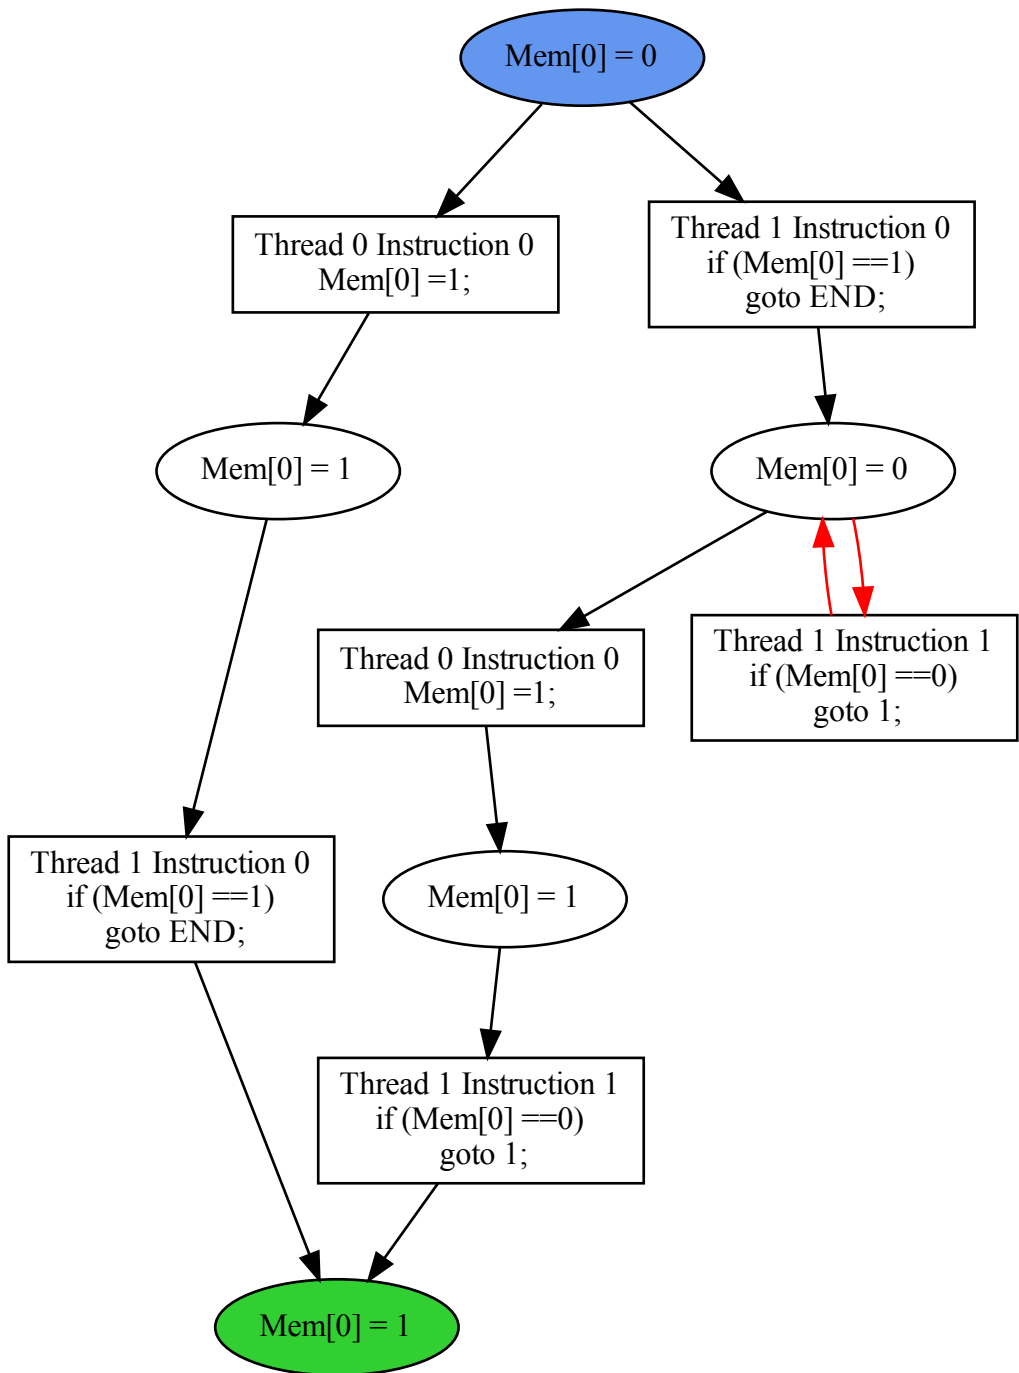 Mem[0] = 0
Thread 0 Instruction 0
Mem[0] =1;
Thread 1 Instruction 0
if (Mem[0] ==1)
goto END;
Mem[0] = 1
Mem[0] = 0
Thread 0 Instruction 0
Mem[0] =1;
Thread 1 Instruction 1
if (Mem[0] ==0)
goto 1;
Thread 1 Instruction 0
if (Mem[0] ==1)
goto END;
Mem[0] = 1
Thread 1 Instruction 1
if (Mem[0] ==0)
goto 1;
Mem[0] = 1